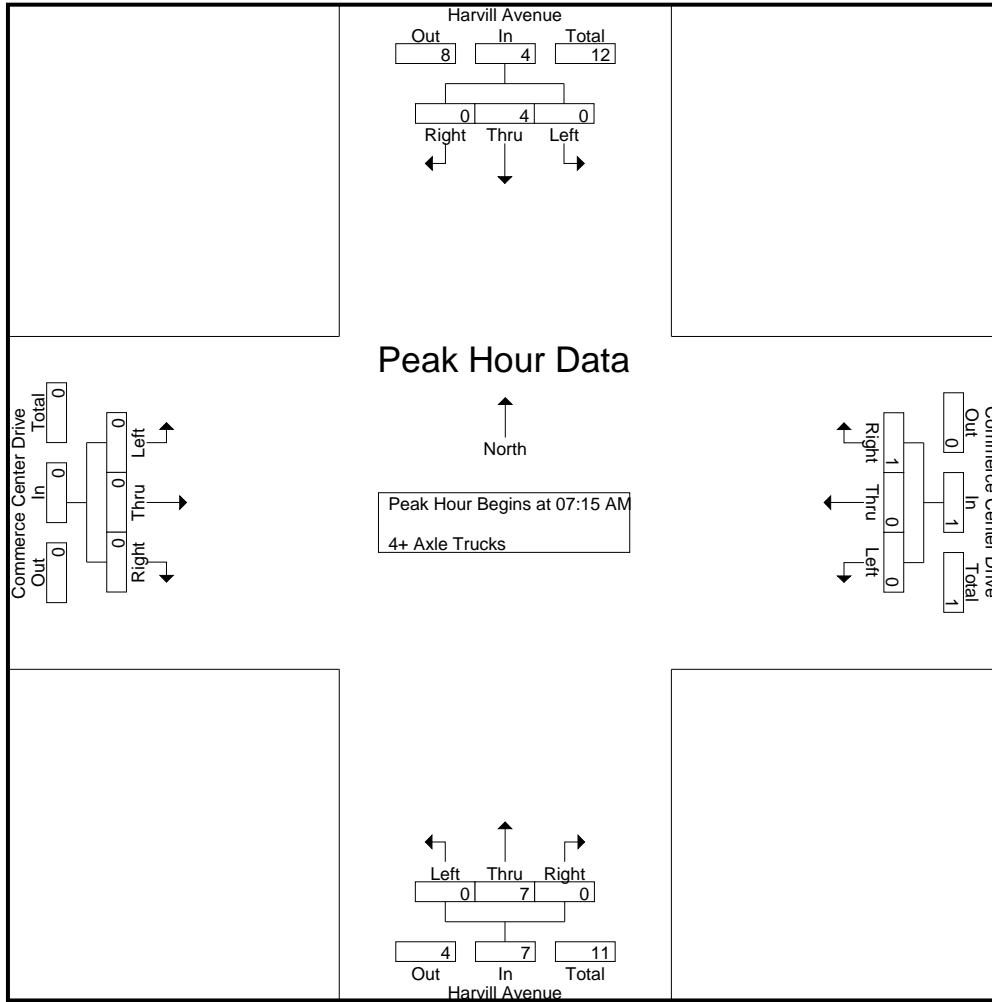 Harvill Avenue
Out In Total
8 4 12
0 4 0
Right Thru Left
Peak Hour Data
North
Peak Hour Begins at 07:15 AM
4+ Axle Trucks
Commerce Center Drive
Total In Out
0 0 0
0 0 0
Left Thru Right
Commerce Center Drive
Out In Total
0 1 1
1 0 0
Right Thru Left
Left Thru Right
0 7 0
4 7 11
Out In Total
Harvill Avenue